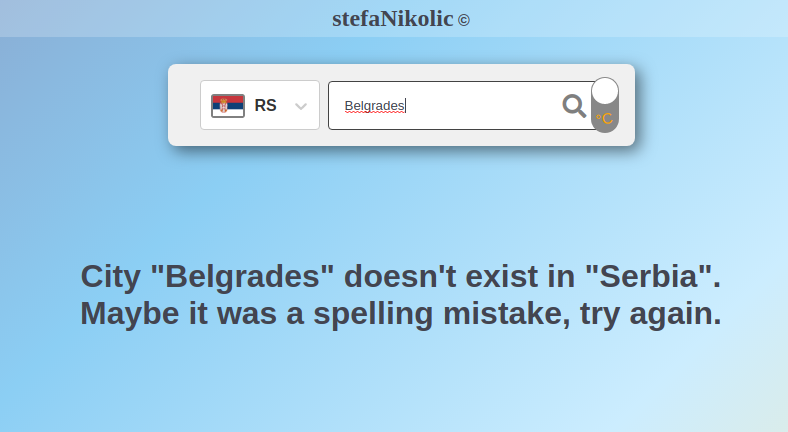 stefaNikolic ©
RS
Belgrades
°C
City "Belgrades" doesn't exist in "Serbia".
Maybe it was a spelling mistake, try again.